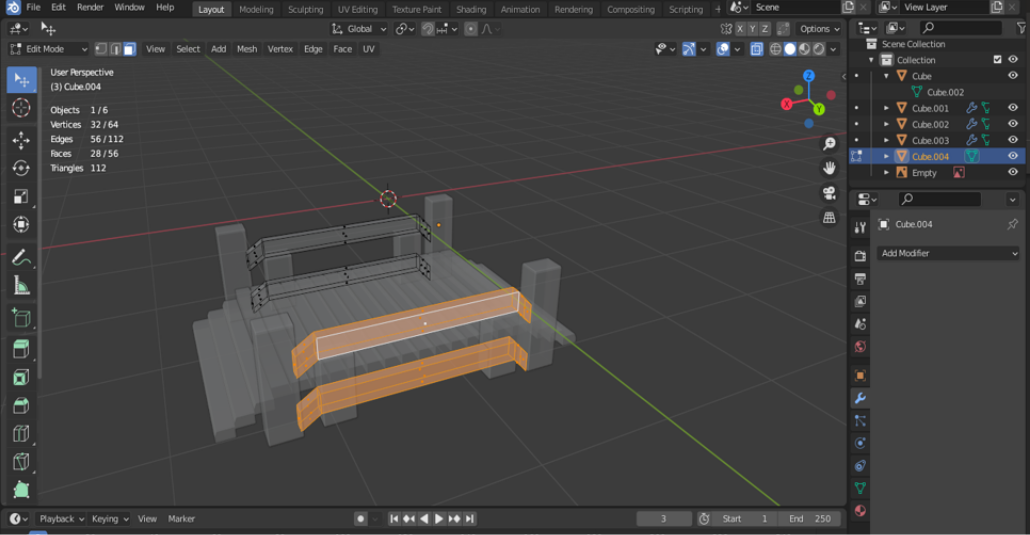 File Edit Render Window Help Layout Modeling Sculpting UV Editing Texture Paint Shading Animation Rendering Compositing Scripting + Scene View Layer
Global X Y Z Options
Edit Mode View Select Add Mesh Vertex Edge Face UV
User Perspective
(3) Cube.004
Objects 1/6
Vertices 32/64
Edges 56/112
Faces 28/56
Triangles 112
Z
X
Y
Scene Collection
Collection
Cube
Cube.002
Cube.001
Cube.002
Cube.003
Cube.004
Empty
Cube.004
Add Modifier
Playback Keying View Marker 3 Start 1 End 250